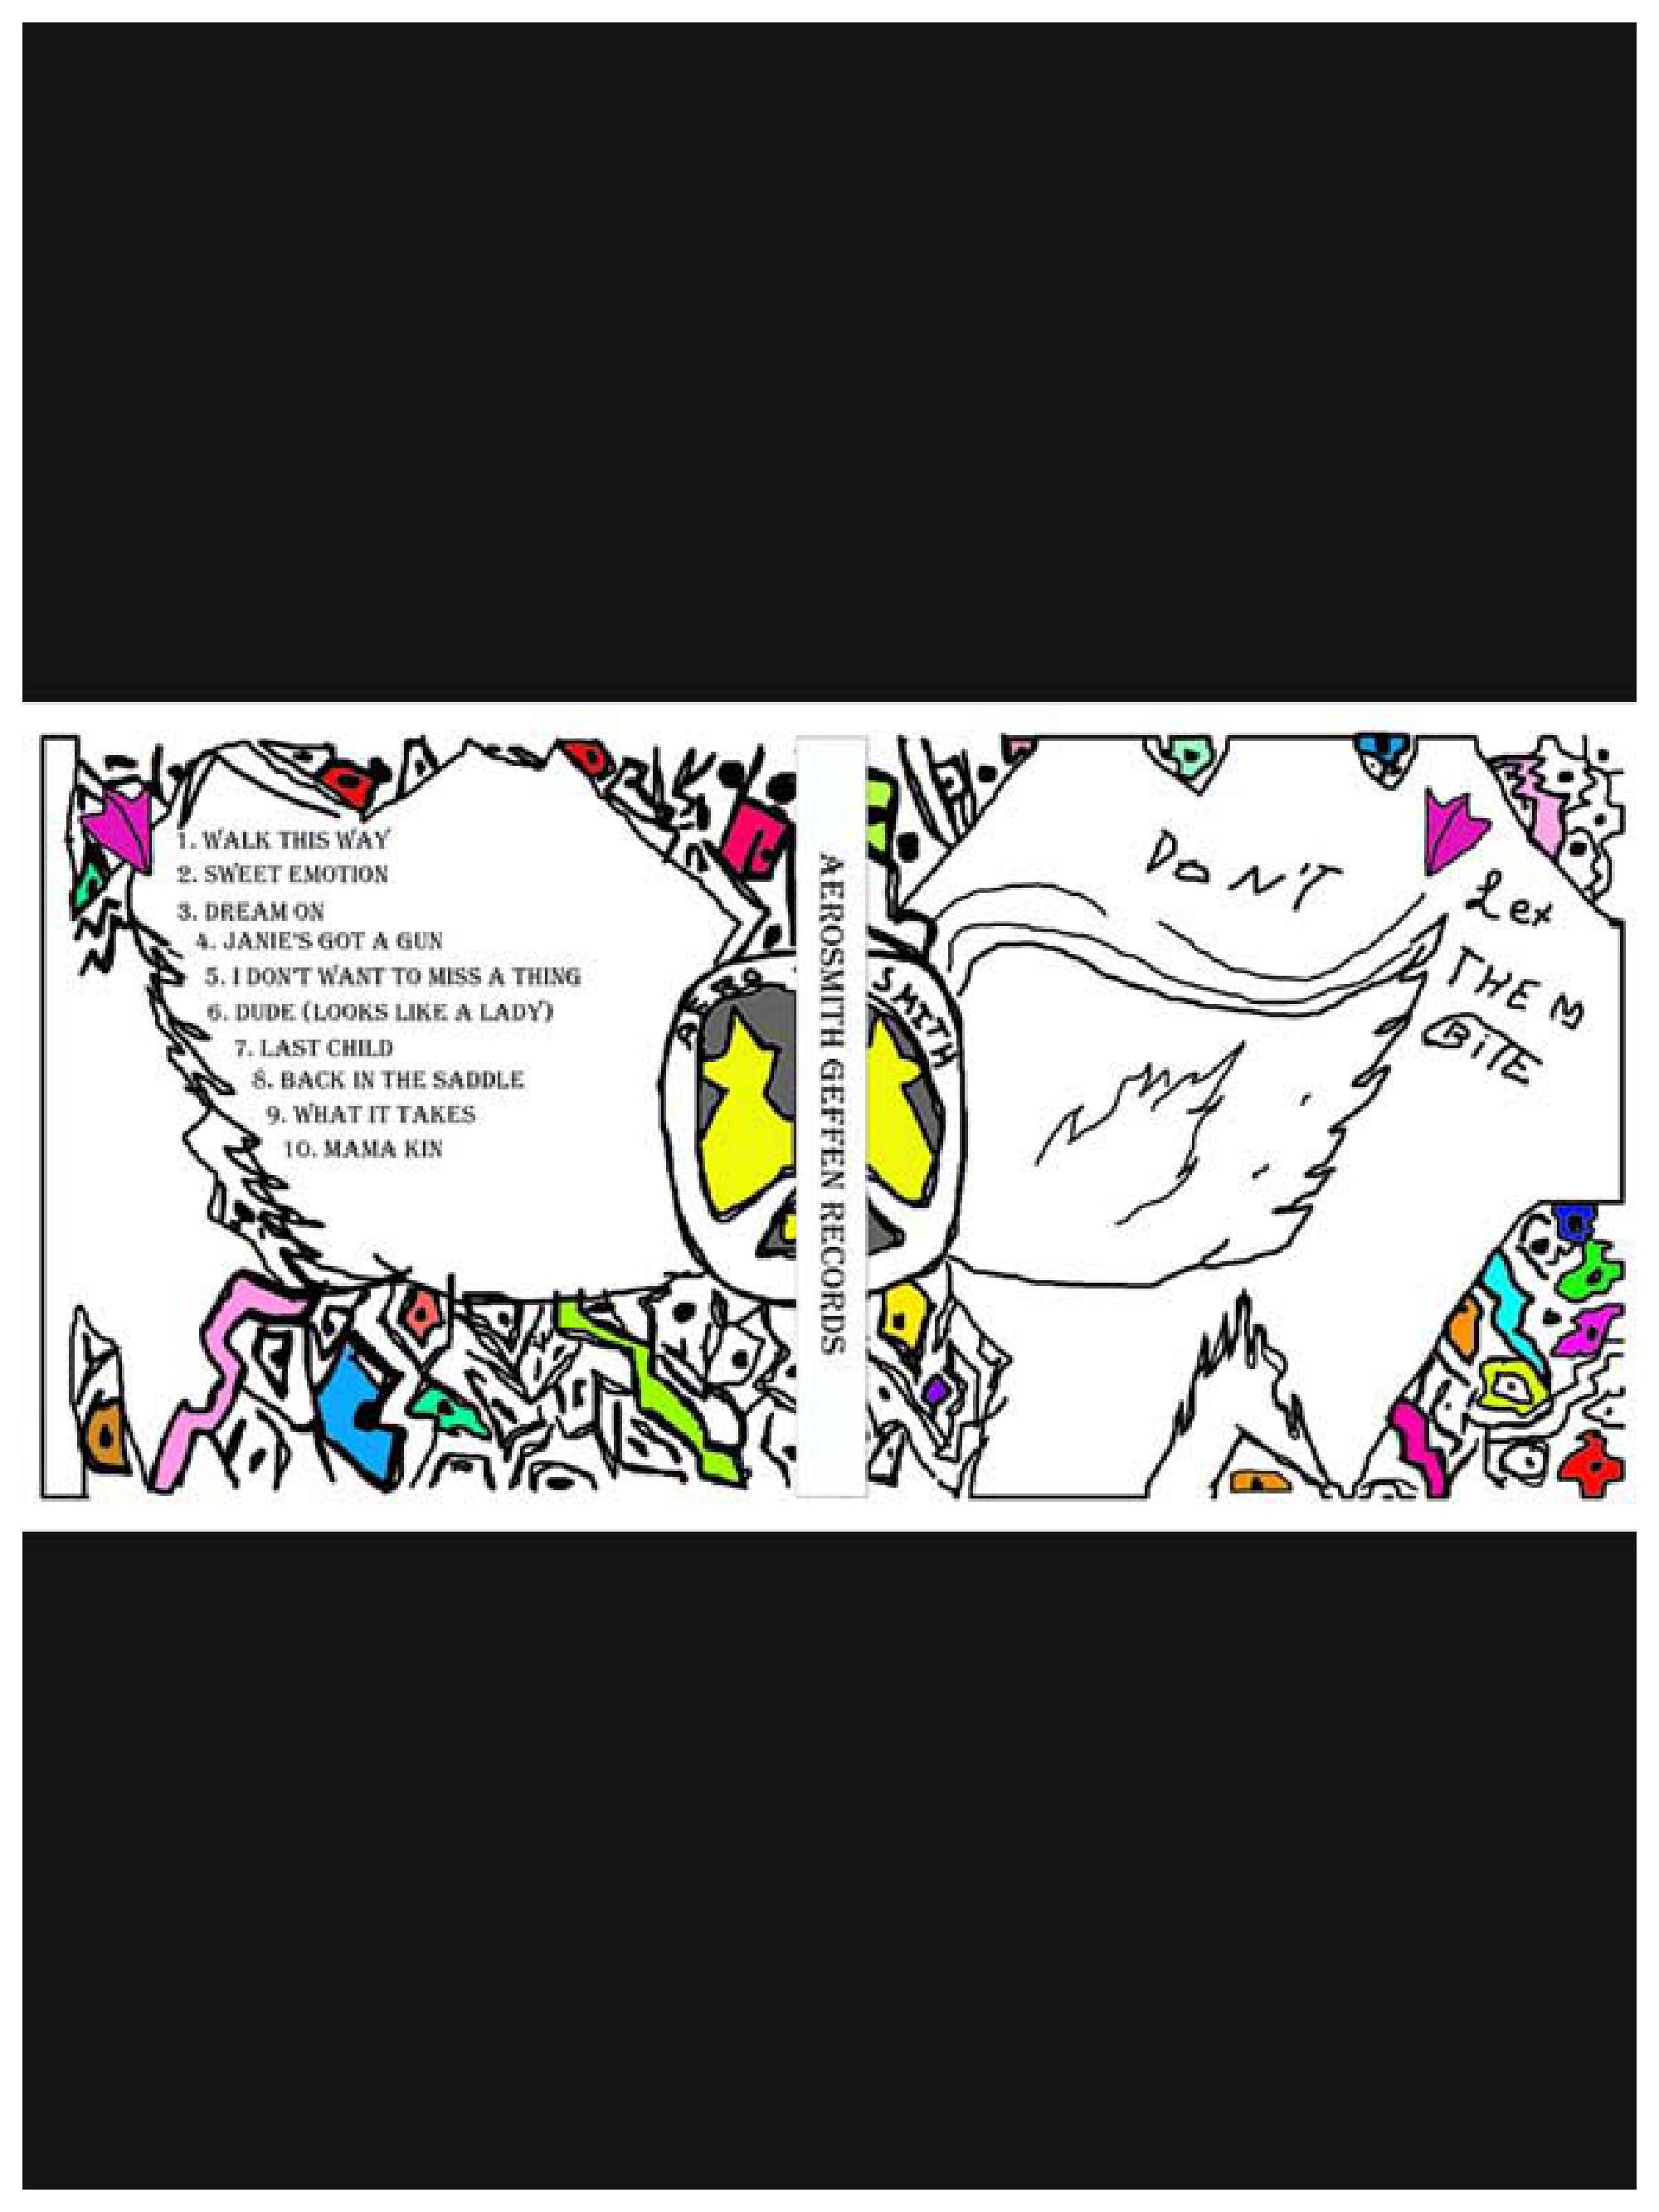 1. WALK THIS WAY
2. SWEET EMOTION
3. DREAM ON
4. JANIE'S GOT A GUN
5. I DON'T WANT TO MISS A THING
6. DUDE (LOOKS LIKE A LADY)
7. LAST CHILD
8. BACK IN THE SADDLE
9. WHAT IT TAKES
10. MAMA KIN
AERO
SMITH
AEROSMITH GEFFEN RECORDS
DON'T
Lex
THEM
BITE